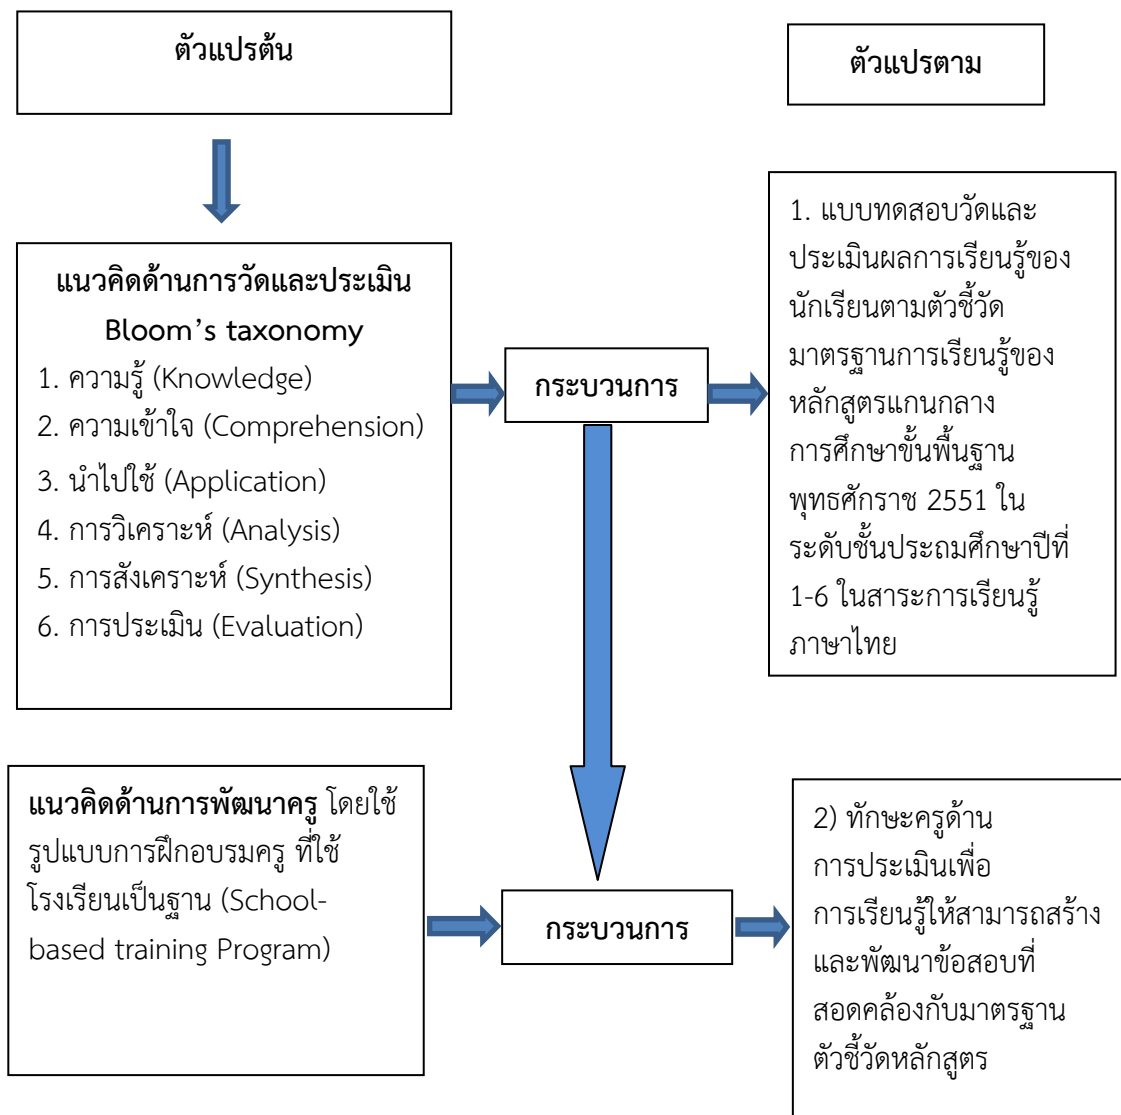 ตัวแปรต้น
ตัวแปรตาม
แนวคิดด้านการวัดและประเมิน
Bloom's taxonomy
1. ความรู้ (Knowledge)
2. ความเข้าใจ (Comprehension)
3. นำไปใช้ (Application)
4. การวิเคราะห์ (Analysis)
5. การสังเคราะห์ (Synthesis)
6. การประเมิน (Evaluation)
กระบวนการ
1. แบบทดสอบวัดและ
ประเมินผลการเรียนรู้ของ
นักเรียนตามตัวชี้วัด
มาตรฐานการเรียนรู้ของ
หลักสูตรแกนกลาง
การศึกษาขั้นพื้นฐาน
พุทธศักราช 2551 ใน
ระดับชั้นประถมศึกษาปีที่
1-6 ในสาระการเรียนรู้
ภาษาไทย
แนวคิดด้านการพัฒนาครู โดยใช้
รูปแบบการฝึกอบรมครู ที่ใช้
โรงเรียนเป็นฐาน (School-
based training Program)
กระบวนการ
2) ทักษะครูด้าน
การประเมินเพื่อ
การเรียนรู้ให้สามารถสร้าง
และพัฒนาข้อสอบที่
สอดคล้องกับมาตรฐาน
ตัวชี้วัดหลักสูตร